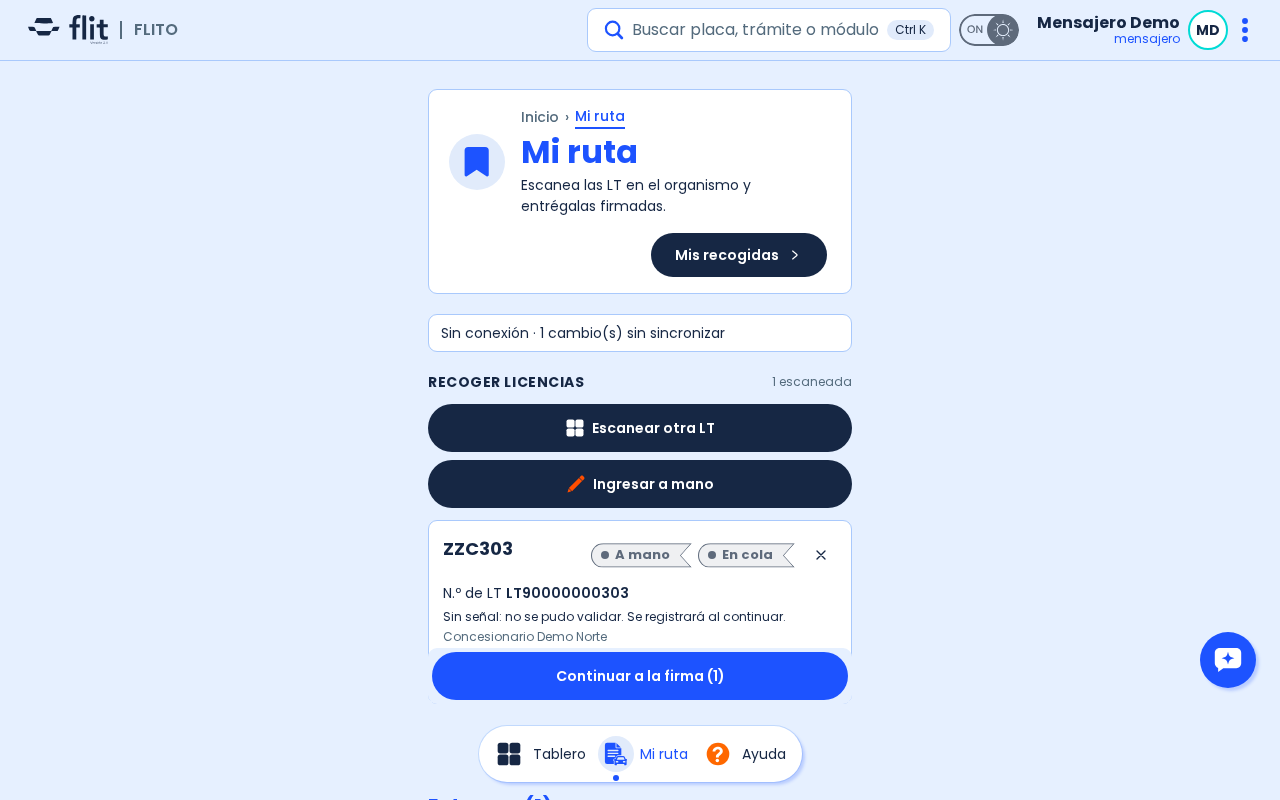 flit
FLITO
Buscar placa, trámite o módulo
Ctrl K
ON
Mensajero Demo
mensajero
MD
Inicio › Mi ruta
Mi ruta
Escanea las LT en el organismo y
entrégalas firmadas.
Mis recogidas
Sin conexión · 1 cambio(s) sin sincronizar
RECOGER LICENCIAS
1 escaneada
Escanear otra LT
Ingresar a mano
ZZC303
A mano
En cola
N.º de LT LT90000000303
Sin señal: no se pudo validar. Se registrará al continuar.
Concesionario Demo Norte
Continuar a la firma (1)
Tablero
Mi ruta
Ayuda